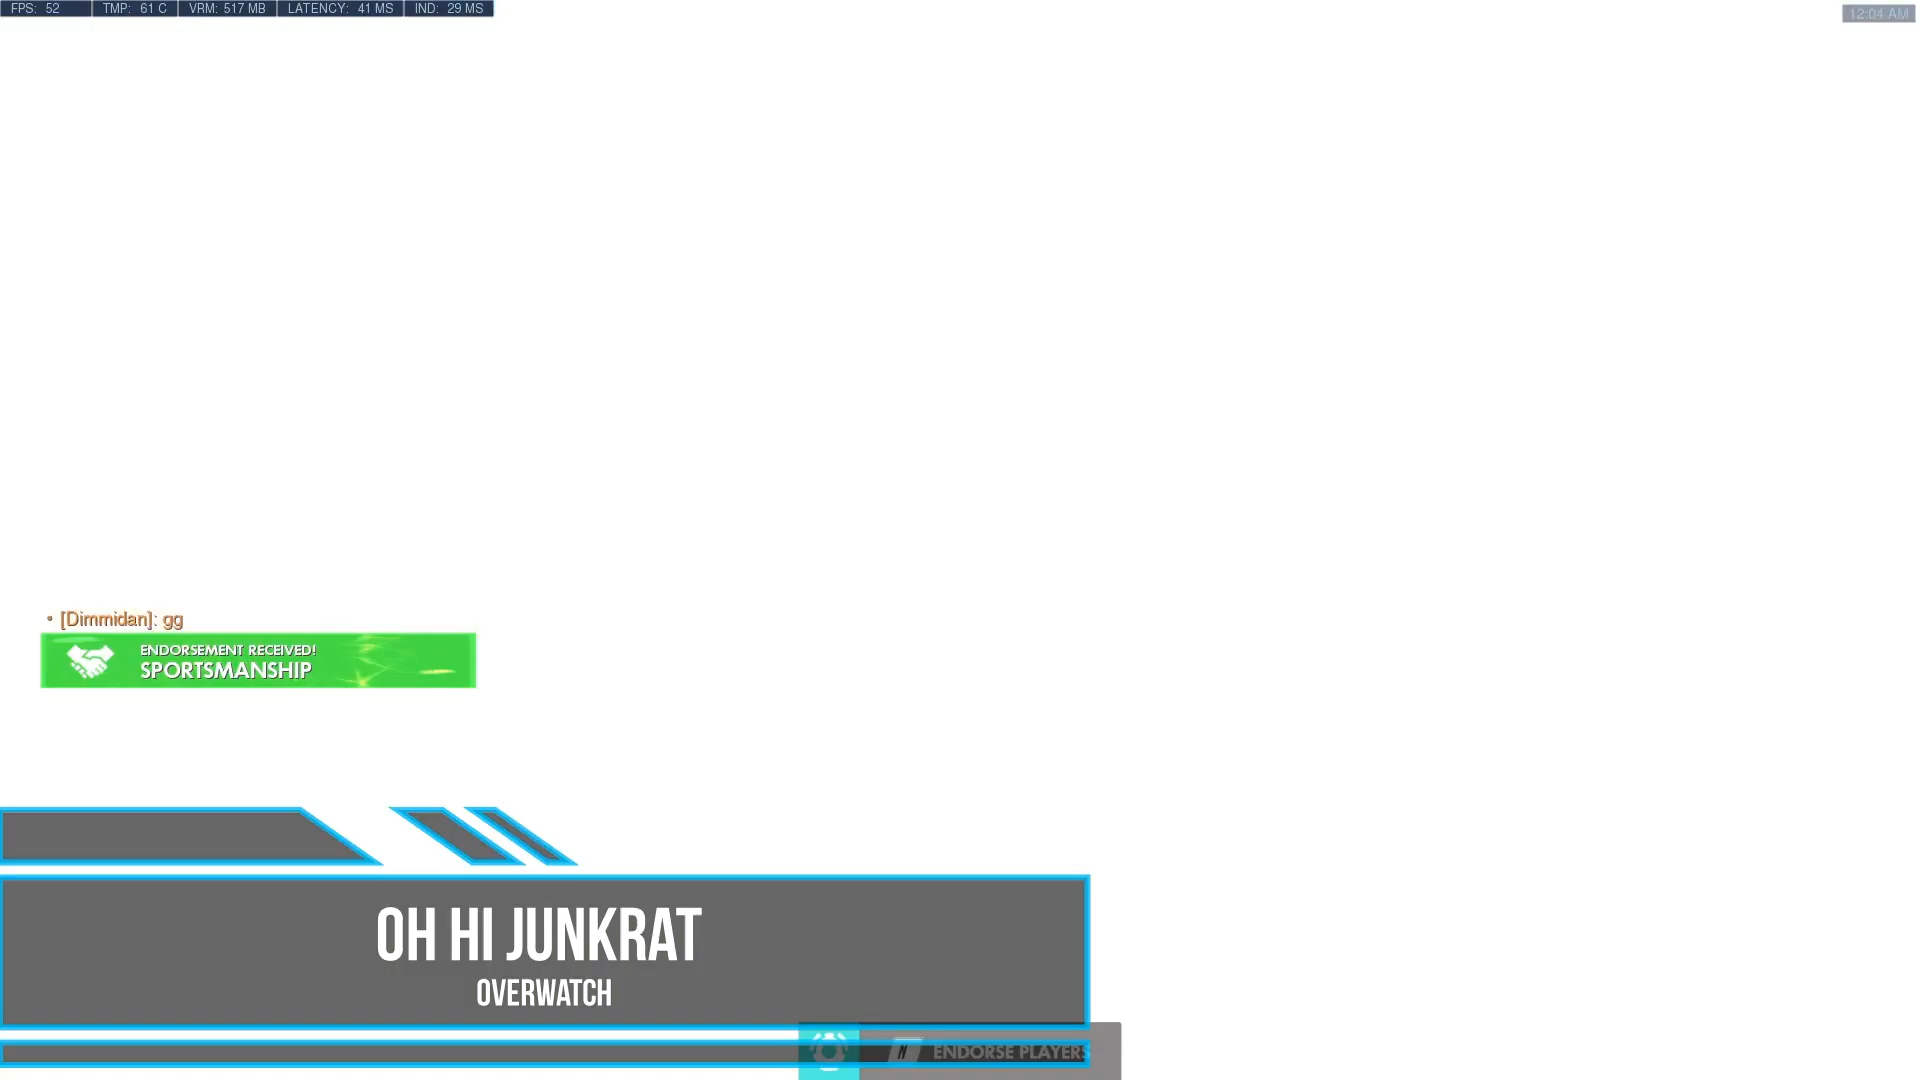 FPS: 52 TMP: 61 C VRM: 517 MB LATENCY: 41 MS IND: 29 MS
12:04 AM
• [Dimmidan]: gg
ENDORSEMENT RECEIVED!
SPORTSMANSHIP
OH HI JUNKRAT
OVERWATCH
N ENDORSE PLAYERS